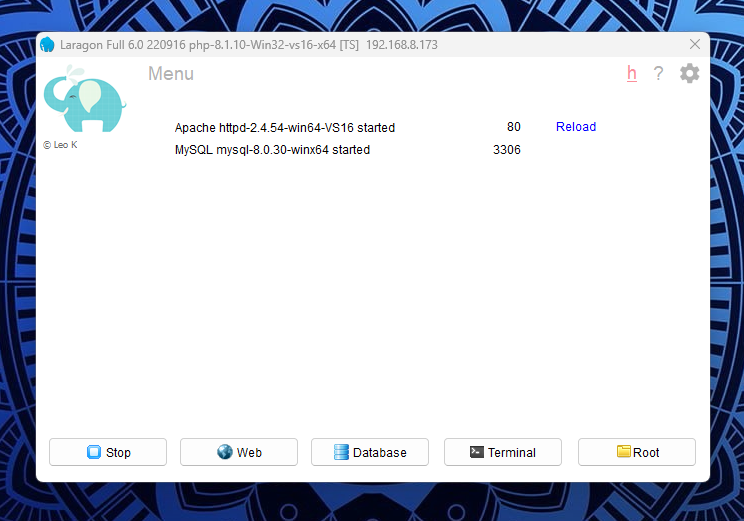 Laragon Full 6.0 220916 php-8.1.10-Win32-vs16-x64 [TS] 192.168.8.173
Menu
h ?
© Leo K
Apache httpd-2.4.54-win64-VS16 started 80 Reload
MySQL mysql-8.0.30-winx64 started 3306
Stop Web Database Terminal Root